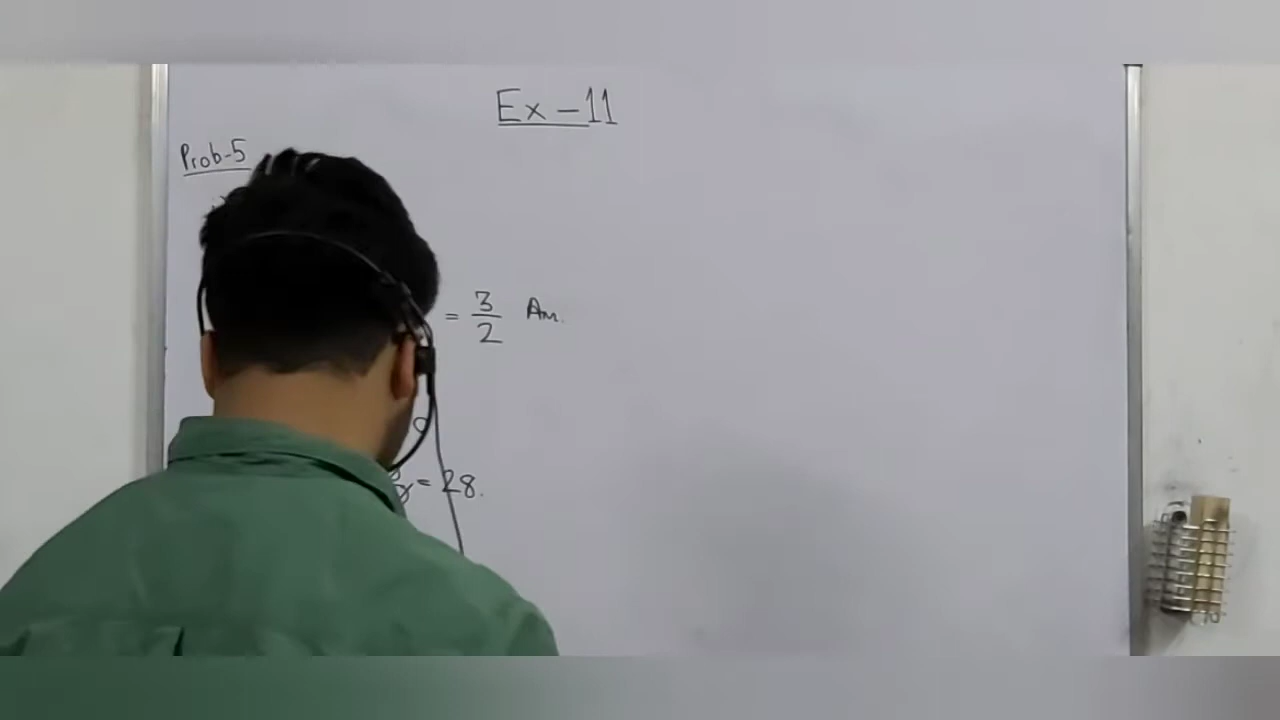 Ex-11
Prob-5
= 3/2 Ans.
y = 28.